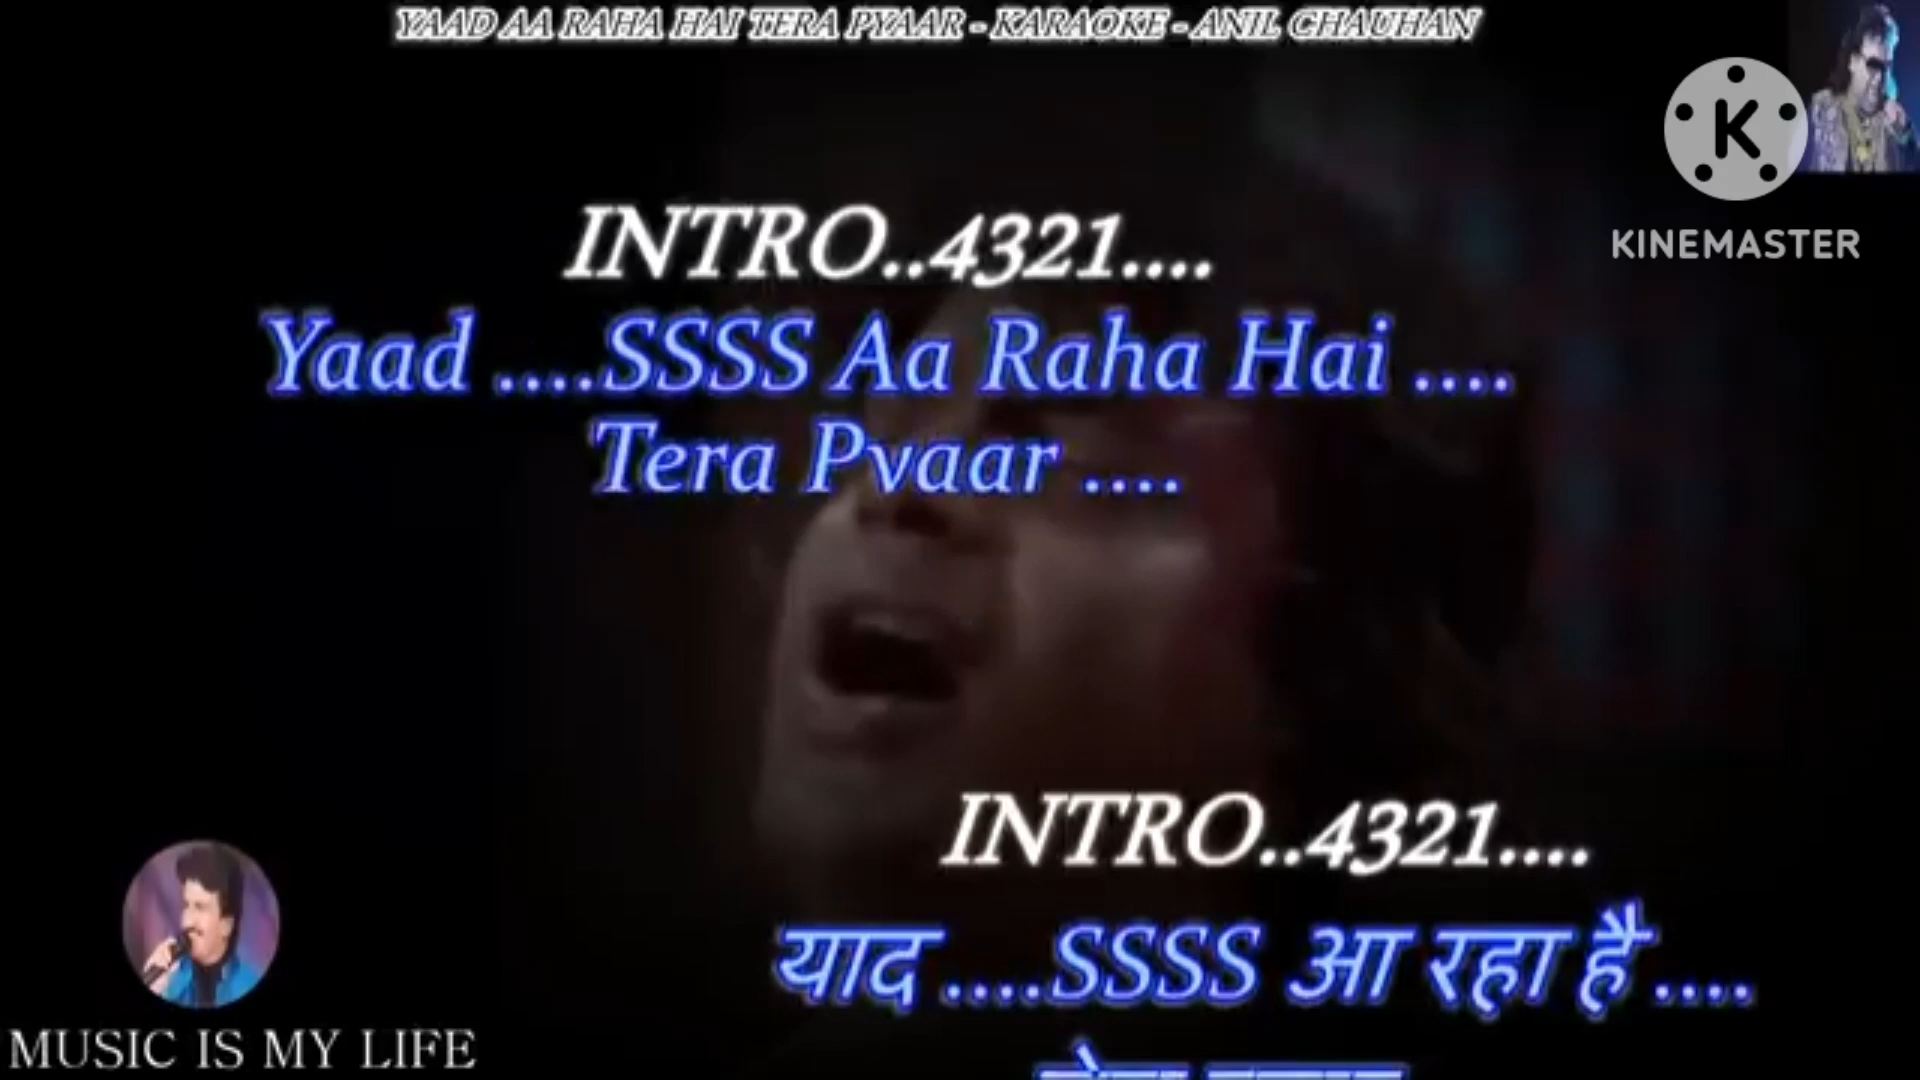 YAAD AA RAHA HAI TERA PYAAR - KARAOKE - ANIL CHAUHAN
K
KINEMASTER
INTRO..4321....
Yaad ....SSSS Aa Raha Hai ....
Tera Pyaar ....
INTRO..4321....
याद ....SSSS आ रहा है ....
MUSIC IS MY LIFE